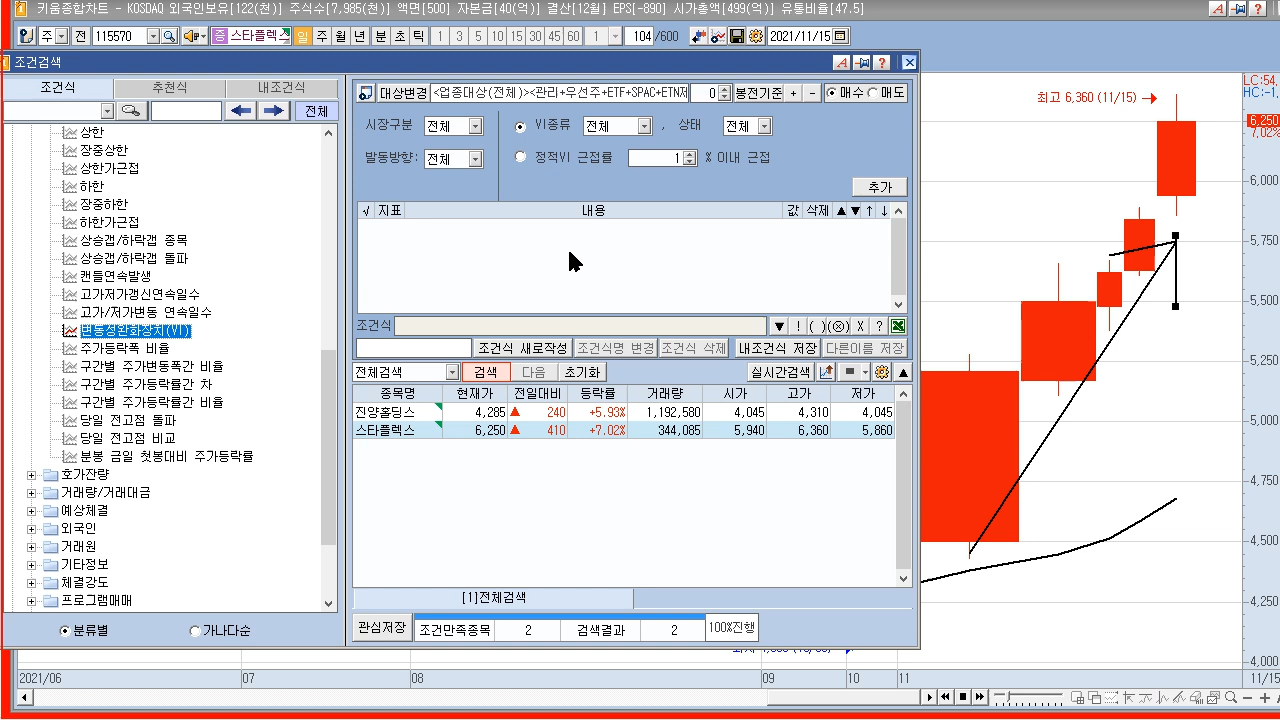 키움종합차트 - KOSDAQ 외국인보유[122(천)] 주식수[7,985(천)] 액면[500] 자본금[40(억)] 결산[12월] EPS[-890] 시가총액[499(억)] 유통비율[47.5]
주 전 115570 증 스타플렉스 일 주 월 년 분 초 틱 1 3 5 10 15 30 45 60 1 104 /600 2021/11/15
조건검색
조건식 추천식 내조건식
전체
상한
장중상한
상한가근접
하한
장중하한
하한가근접
상승갭/하락갭 종목
상승갭/하락갭 돌파
캔들연속발생
고가저가갱신연속일수
고가/저가변동 연속일수
변동성완화장치(VI)
주가등락폭 비율
구간별 주가변동폭간 비율
구간별 주가등락률간 차
구간별 주가등락률간 비율
당일 전고점 돌파
당일 전고점 비교
분봉 금일 첫봉대비 주가등락률
호가잔량
거래량/거래대금
예상체결
외국인
거래원
기타정보
체결강도
프로그램매매
분류별 가나다순
대상변경 <업종대상(전체)><관리+우선주+ETF+SPAC+ETN제 0 봉전기준 + - 매수 매도
시장구분 전체 VI종류 전체 , 상태 전체
발동방향: 전체 정적VI 근접률 1 % 이내 근접
추가
√ 지표 내용 값 삭제 ▲ ▼ ↑ ↓
조건식 ▼ ! ( ) (ⓧ) X ?
조건식 새로작성 조건식명 변경 조건식 삭제 내조건식 저장 다른이름 저장
전체검색 검색 다음 초기화 실시간검색 ▲
종목명 현재가 전일대비 등락률 거래량 시가 고가 저가
진양홀딩스 4,285 ▲ 240 +5.93% 1,192,580 4,045 4,310 4,045
스타플렉스 6,250 ▲ 410 +7.02% 344,085 5,940 6,360 5,860
[1]전체검색
관심저장 조건만족종목 2 검색결과 2 100%진행
최고 6,360 (11/15) →
LC:54,
HC:-1,
6,250
7,02%
6,000
5,750
5,500
5,250
5,000
4,750
4,500
4,250
4,000
2021/06 07 08 09 10 11 11/15